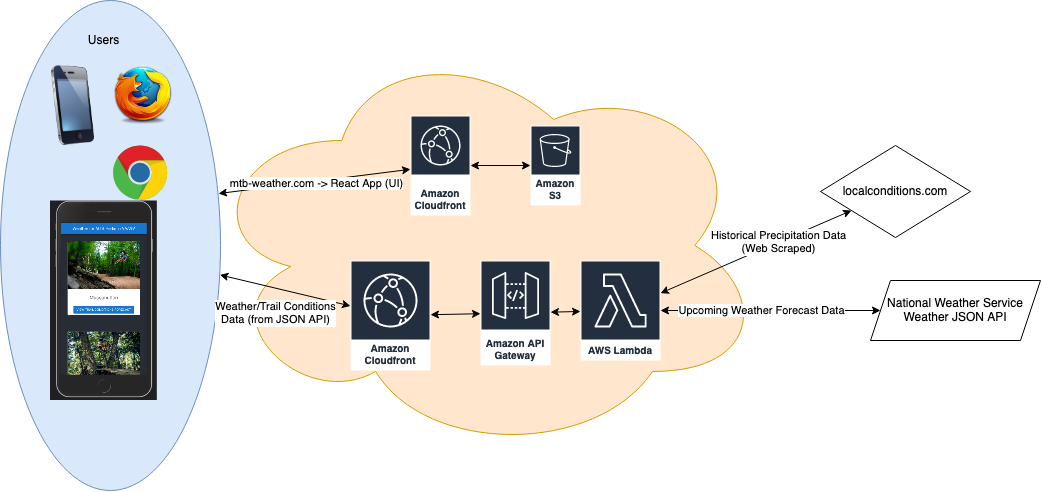 Users
mtb-weather.com -> React App (UI)
Amazon
Cloudfront
Amazon
S3
localconditions.com
Historical Precipitation Data
(Web Scraped)
Weather/Trail Conditions
Data (from JSON API)
Amazon
Cloudfront
Amazon API
Gateway
AWS Lambda
Upcoming Weather Forecast Data
National Weather Service
Weather JSON API